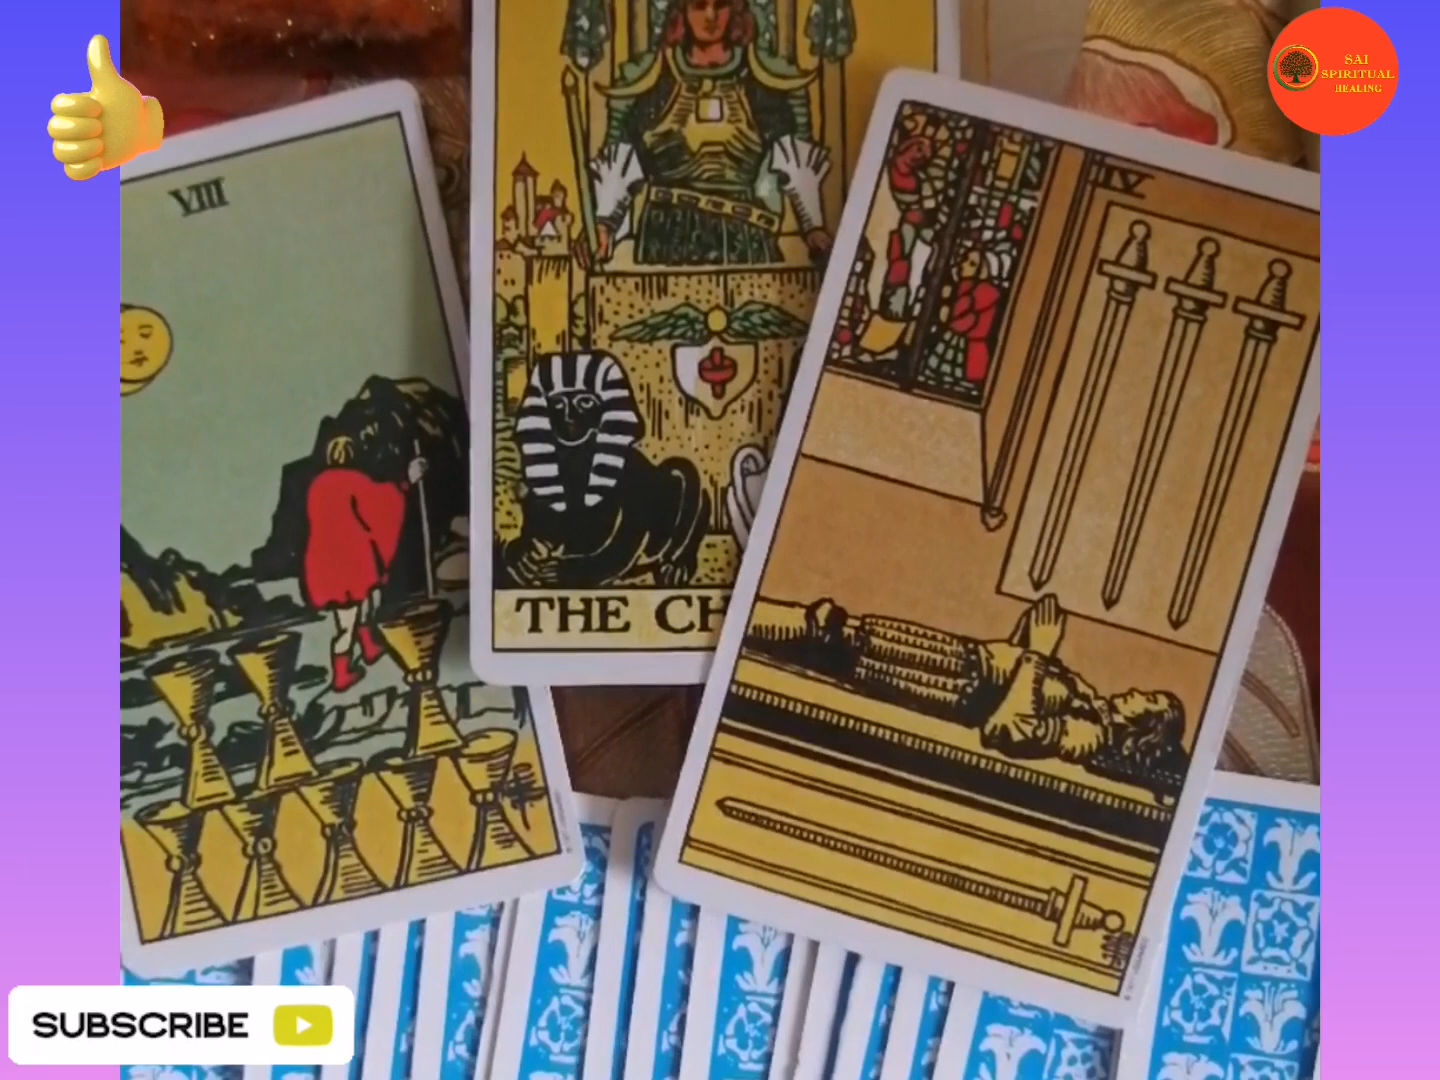 SAI
SPIRITUAL
HEALING
VIII
IV
THE CH
SUBSCRIBE